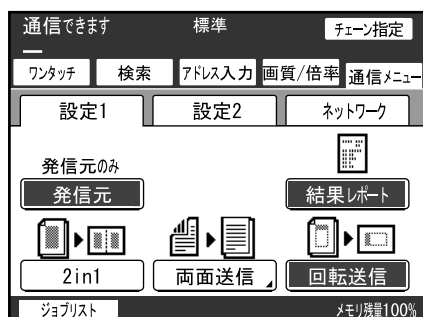 通信できます 標準 チェーン指定
ワンタッチ 検索 アドレス入力 画質/倍率 通信メニュー
設定1 設定2 ネットワーク
発信元のみ
発信元 結果レポート
2in1 両面送信 回転送信
ジョブリスト メモリ残量100%